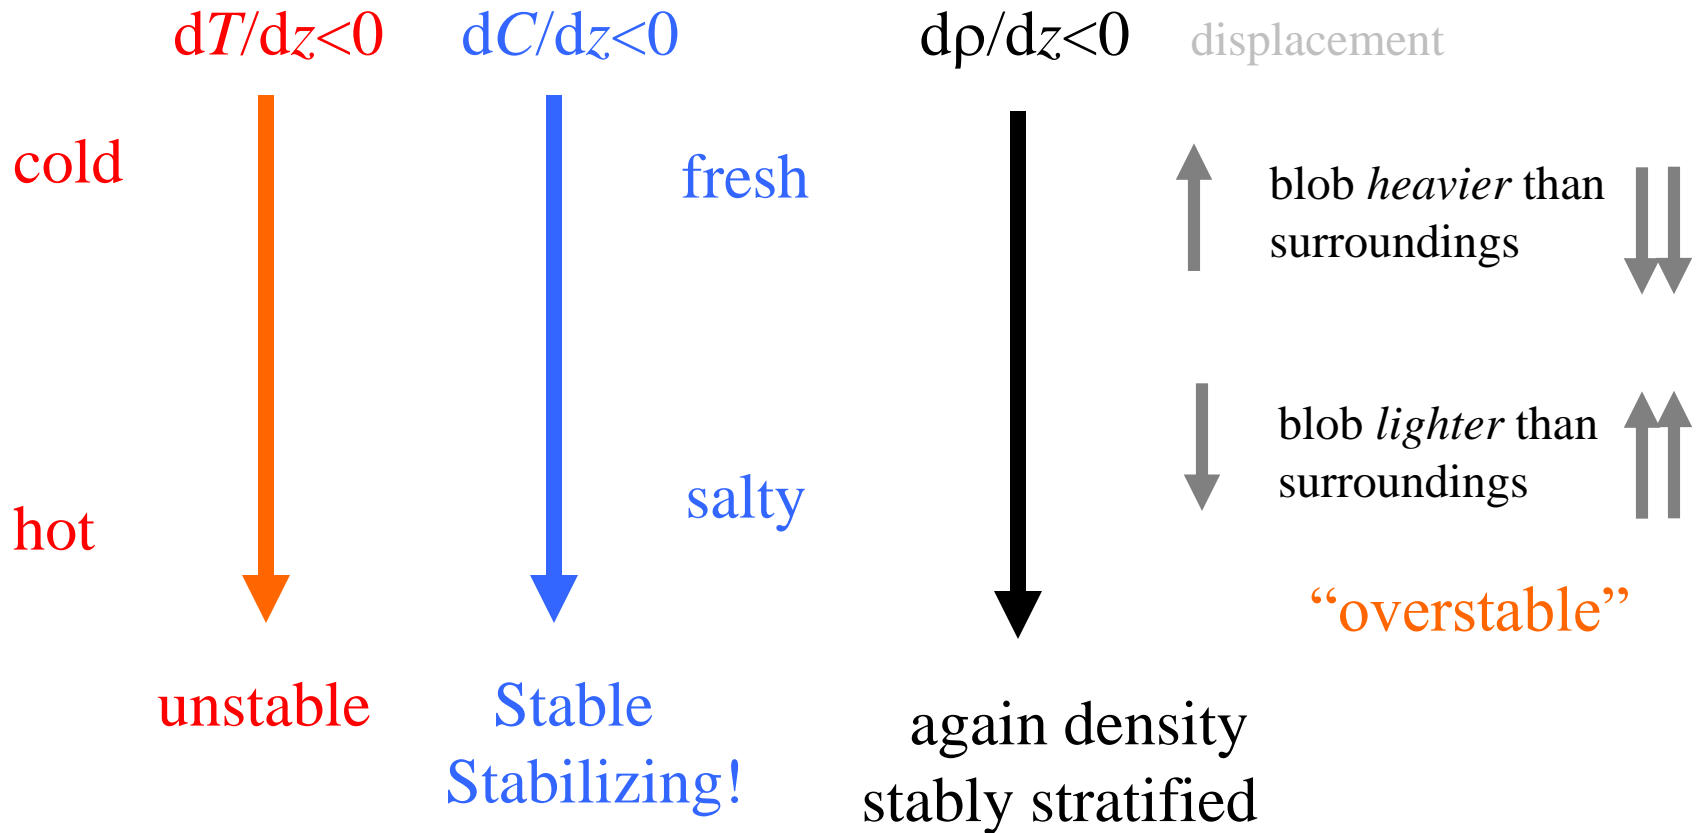 dT/dz<0
dC/dz<0
dρ/dz<0
displacement
cold
fresh
blob heavier than
surroundings
blob lighter than
surroundings
salty
hot
“overstable”
unstable
Stable
Stabilizing!
again density
stably stratified